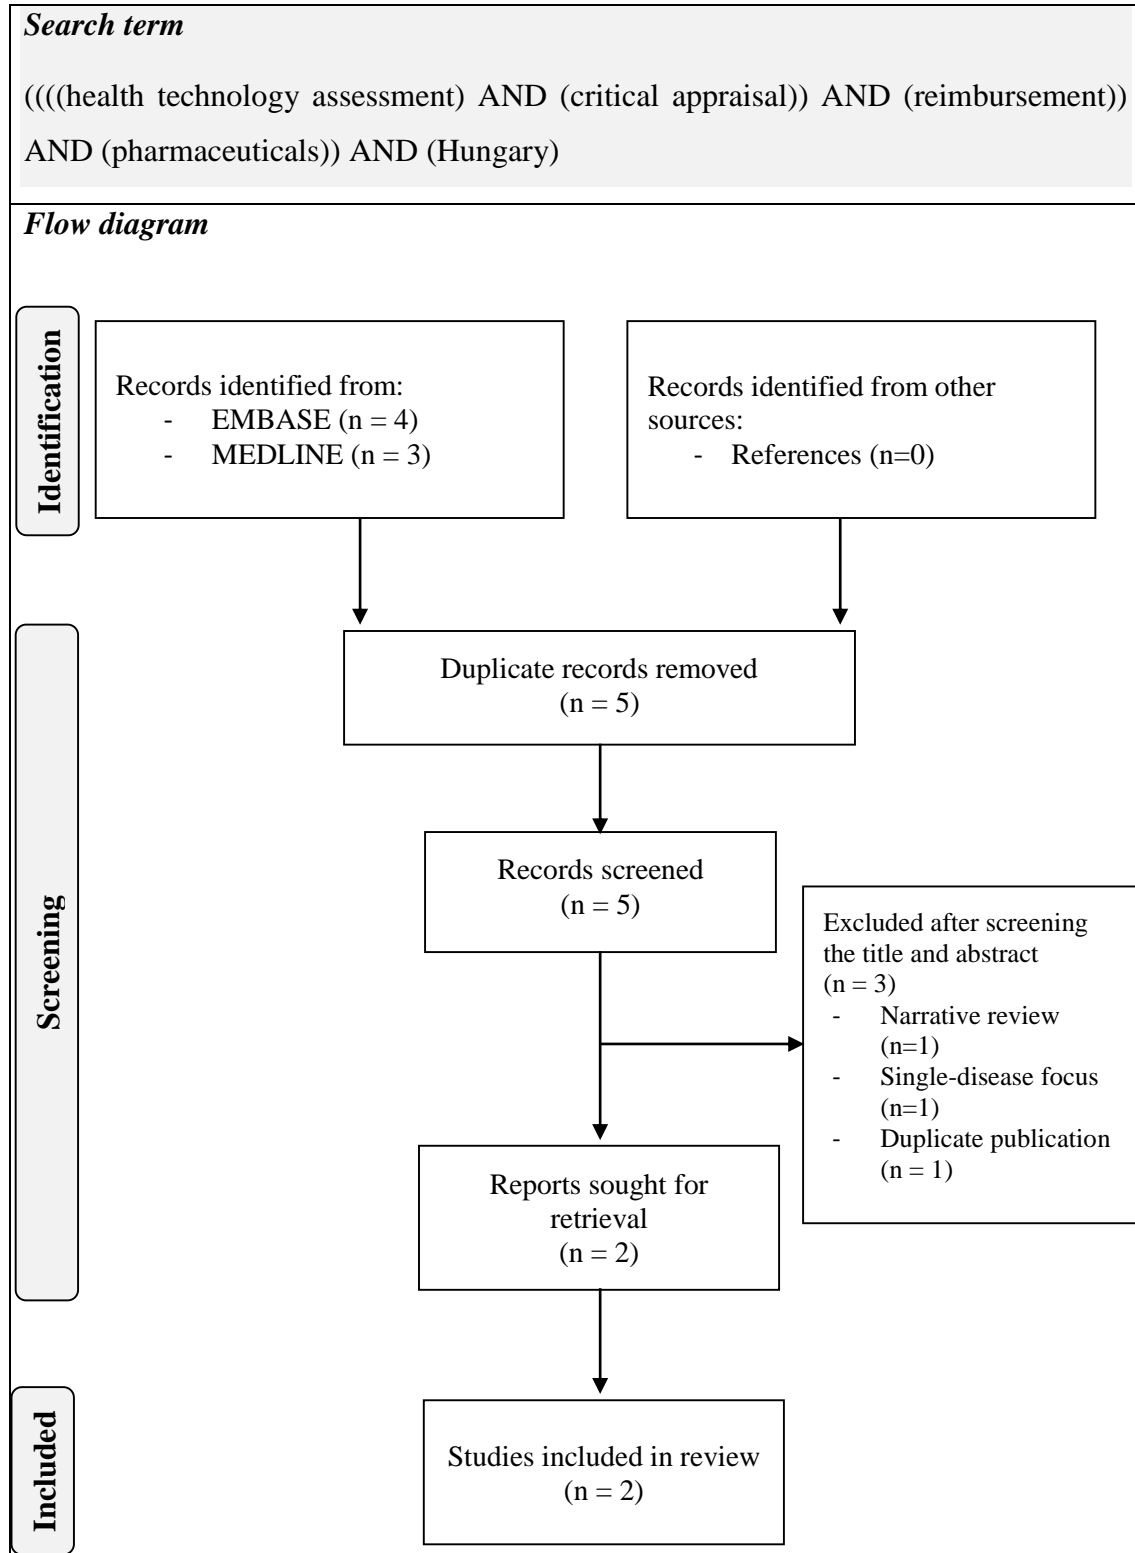 Search term
((((health technology assessment) AND (critical appraisal)) AND (reimbursement))
AND (pharmaceuticals)) AND (Hungary)
Flow diagram
Identification
Records identified from:
- EMBASE (n = 4)
- MEDLINE (n = 3)
Records identified from other
sources:
- References (n=0)
Screening
Duplicate records removed
(n = 5)
Records screened
(n = 5)
Excluded after screening
the title and abstract
(n = 3)
- Narrative review
(n=1)
- Single-disease focus
(n=1)
- Duplicate publication
(n = 1)
Reports sought for
retrieval
(n = 2)
Included
Studies included in review
(n = 2)